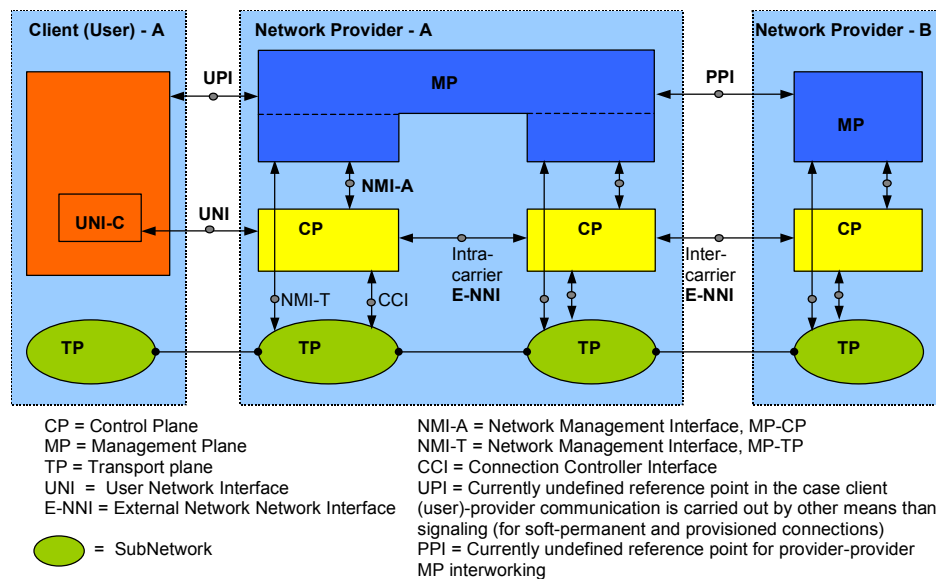 Client (User) - A
Network Provider - A
Network Provider - B
UPI
MP
PPI
MP
NMI-A
UNI-C
UNI
CP
CP
CP
Intra-
carrier
E-NNI
Inter-
carrier
E-NNI
NMI-T
CCI
TP
TP
TP
TP
CP = Control Plane
MP = Management Plane
TP = Transport plane
UNI = User Network Interface
E-NNI = External Network Network Interface
= SubNetwork
NMI-A = Network Management Interface, MP-CP
NMI-T = Network Management Interface, MP-TP
CCI = Connection Controller Interface
UPI = Currently undefined reference point in the case client
(user)-provider communication is carried out by other means than
signaling (for soft-permanent and provisioned connections)
PPI = Currently undefined reference point for provider-provider
MP interworking